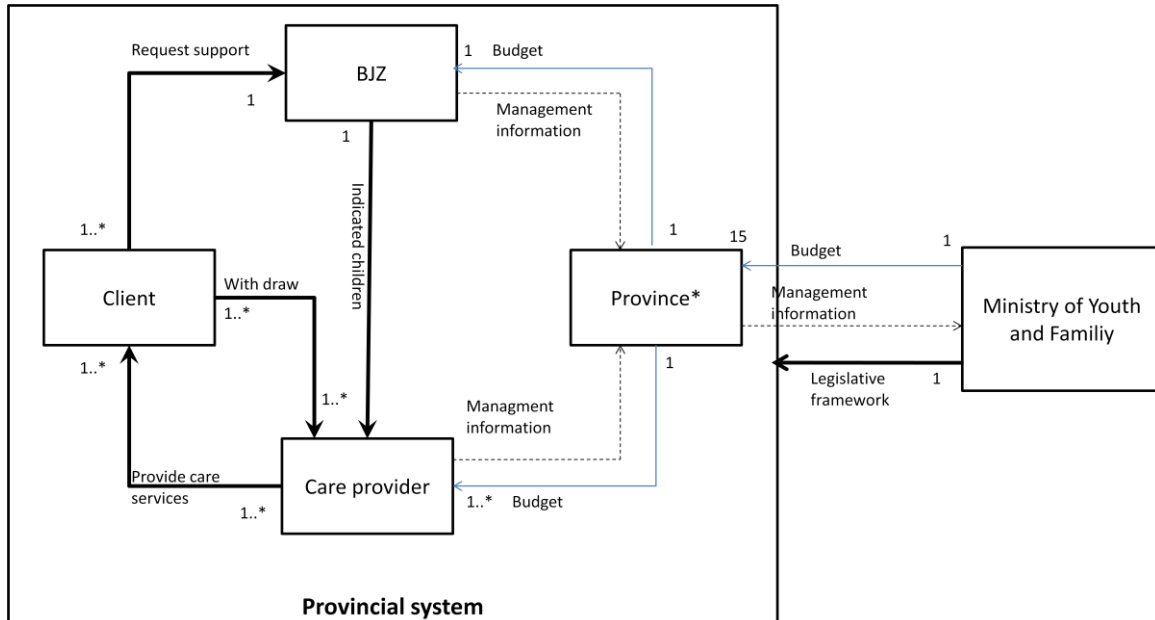 Request support
1
Budget
BJZ
1
Management
information
1
Indicated children
1..*
1
15
Budget
1
Client
With draw
1..*
Province*
Management
information
Ministry of Youth
and Familiy
1..*
1
Legislative
framework
1
1..*
Managment
information
Provide care
services
Care provider
1..*
1..*
Budget
Provincial system